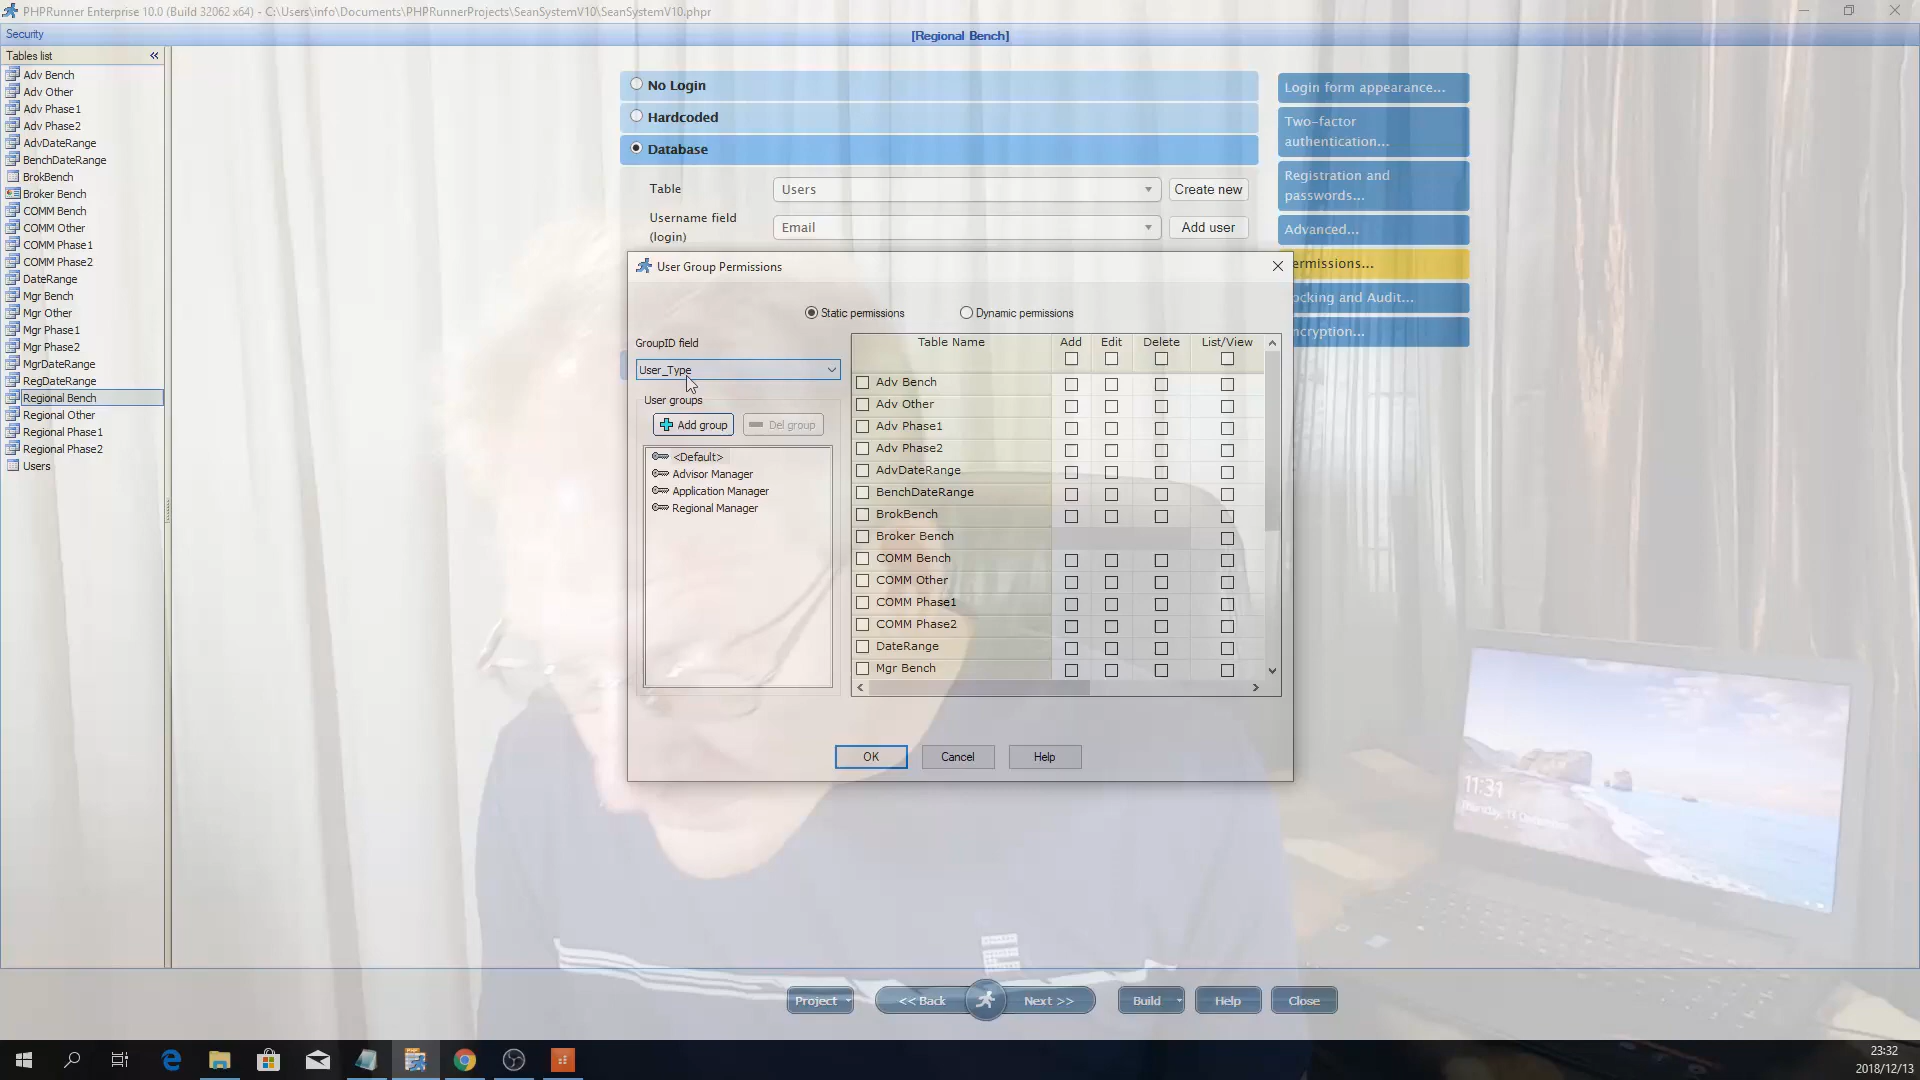 PHPRunner Enterprise 10.0 (Build 32062 x64) - C:\Users\info\Documents\PHPRunnerProjects\SeanSystemV10\SeanSystemV10.phpr
Security
[Regional Bench]
Tables list
Adv Bench
Adv Other
Adv Phase1
Adv Phase2
AdvDateRange
BenchDateRange
BrokBench
Broker Bench
COMM Bench
COMM Other
COMM Phase1
COMM Phase2
DateRange
Mgr Bench
Mgr Other
Mgr Phase1
Mgr Phase2
MgrDateRange
RegDateRange
Regional Bench
Regional Other
Regional Phase1
Regional Phase2
Users
No Login
Hardcoded
Database
Table
Users
Create new
Username field
(login)
Email
Add user
Login form appearance...
Two-factor
authentication...
Registration and
passwords...
Advanced...
ermissions...
ocking and Audit...
ncryption...
User Group Permissions
Static permissions
Dynamic permissions
GroupID field
User_Type
User groups
Add group
Del group
<Default>
Advisor Manager
Application Manager
Regional Manager
Table Name Add Edit Delete List/View
Adv Bench
Adv Other
Adv Phase1
Adv Phase2
AdvDateRange
BenchDateRange
BrokBench
Broker Bench
COMM Bench
COMM Other
COMM Phase1
COMM Phase2
DateRange
Mgr Bench
OK
Cancel
Help
11:31
Project
<< Back
Next >>
Build
Help
Close
23:32
2018/12/13